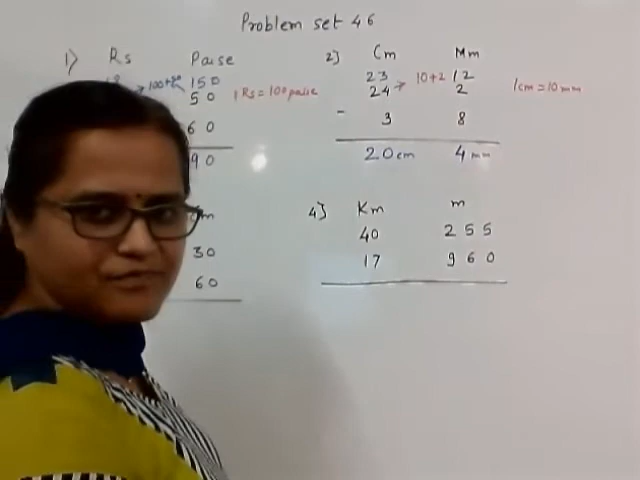 Problem set 46
1) Rs Paise
100+50 150
50 1 Rs = 100 paise
60
90
2) Cm Mm
23 10+2 12 1cm = 10 mm
24 2
- 3 8
20 cm 4 mm
30
60
4) Km m
40 255
17 960